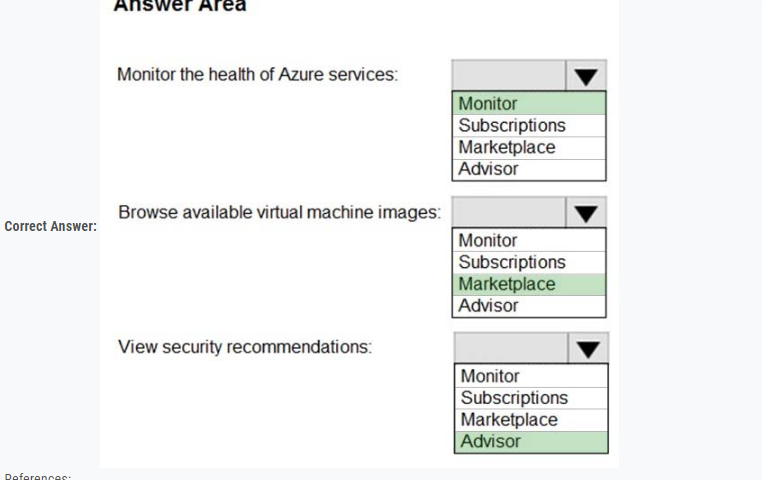 Answer Area
Monitor the health of Azure services:
Monitor
Subscriptions
Marketplace
Advisor
Browse available virtual machine images:
Correct Answer:
Monitor
Subscriptions
Marketplace
Advisor
View security recommendations:
Monitor
Subscriptions
Marketplace
Advisor
References: